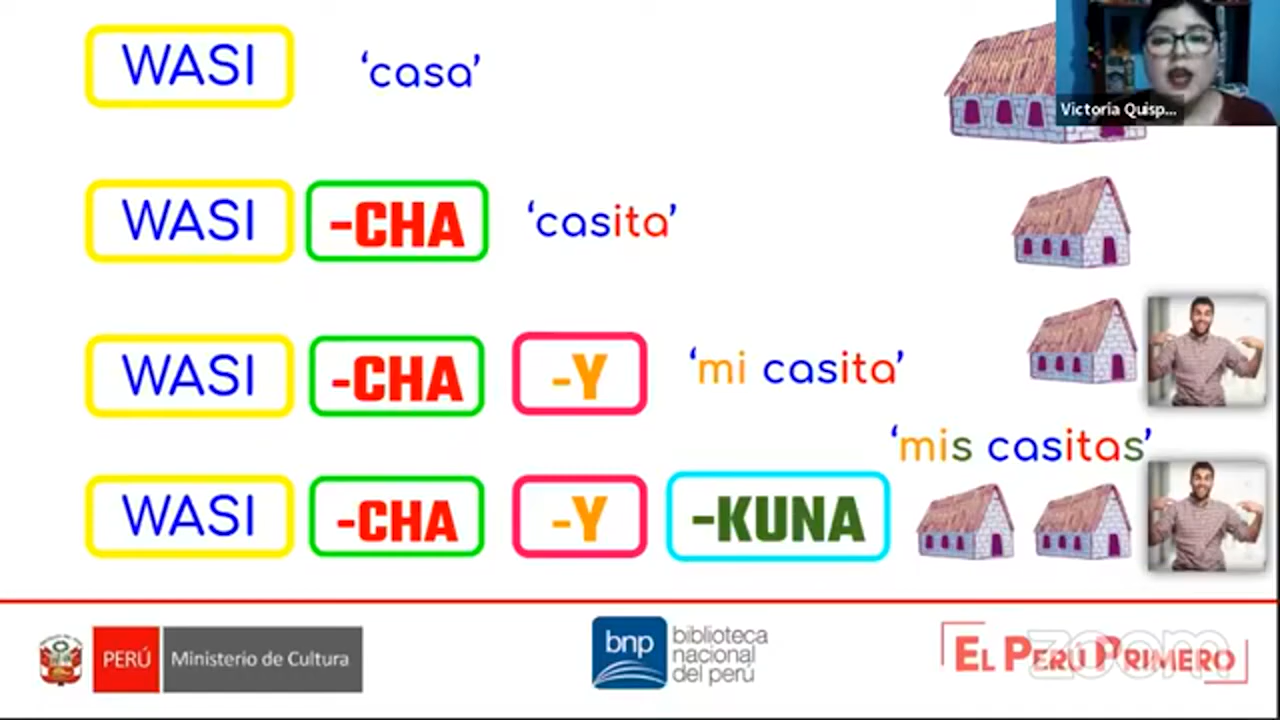 WASI 'casa'
Victoria Quisp...
WASI -CHA 'casita'
WASI -CHA -Y 'mi casita'
'mis casitas'
WASI -CHA -Y -KUNA
PERÚ Ministerio de Cultura
bnp biblioteca
nacional
del perú
EL PERÚ PRIMERO
zoom